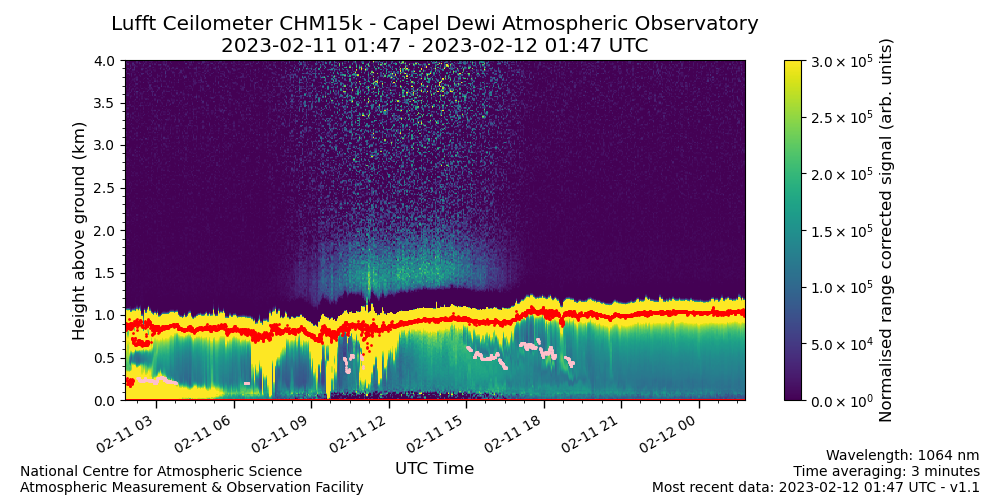 Lufft Ceilometer CHM15k - Capel Dewi Atmospheric Observatory
2023-02-11 01:47 - 2023-02-12 01:47 UTC
Height above ground (km)
4.0
3.5
3.0
2.5
2.0
1.5
1.0
0.5
0.0
02-11 03
02-11 06
02-11 09
02-11 12
02-11 15
02-11 18
02-11 21
02-12 00
UTC Time
3.0 × 10⁵
2.5 × 10⁵
2.0 × 10⁵
1.5 × 10⁵
1.0 × 10⁵
5.0 × 10⁴
0.0 × 10⁰
Normalised range corrected signal (arb. units)
National Centre for Atmospheric Science
Atmospheric Measurement & Observation Facility
Wavelength: 1064 nm
Time averaging: 3 minutes
Most recent data: 2023-02-12 01:47 UTC - v1.1